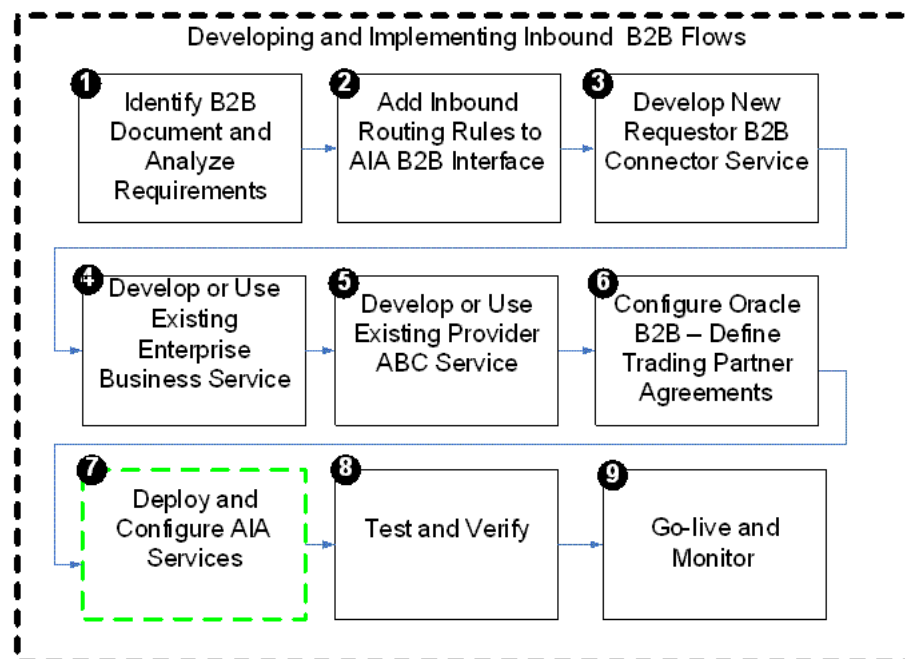 Developing and Implementing Inbound B2B Flows
1
Identify B2B
Document and
Analyze
Requirements
2
Add Inbound
Routing Rules to
AIA B2B Interface
3
Develop New
Requestor B2B
Connector Service
4
Develop or Use
Existing
Enterprise
Business Service
5
Develop or Use
Existing Provider
ABC Service
6
Configure Oracle
B2B – Define
Trading Partner
Agreements
7
Deploy and
Configure AIA
Services
8
Test and Verify
9
Go-live and
Monitor